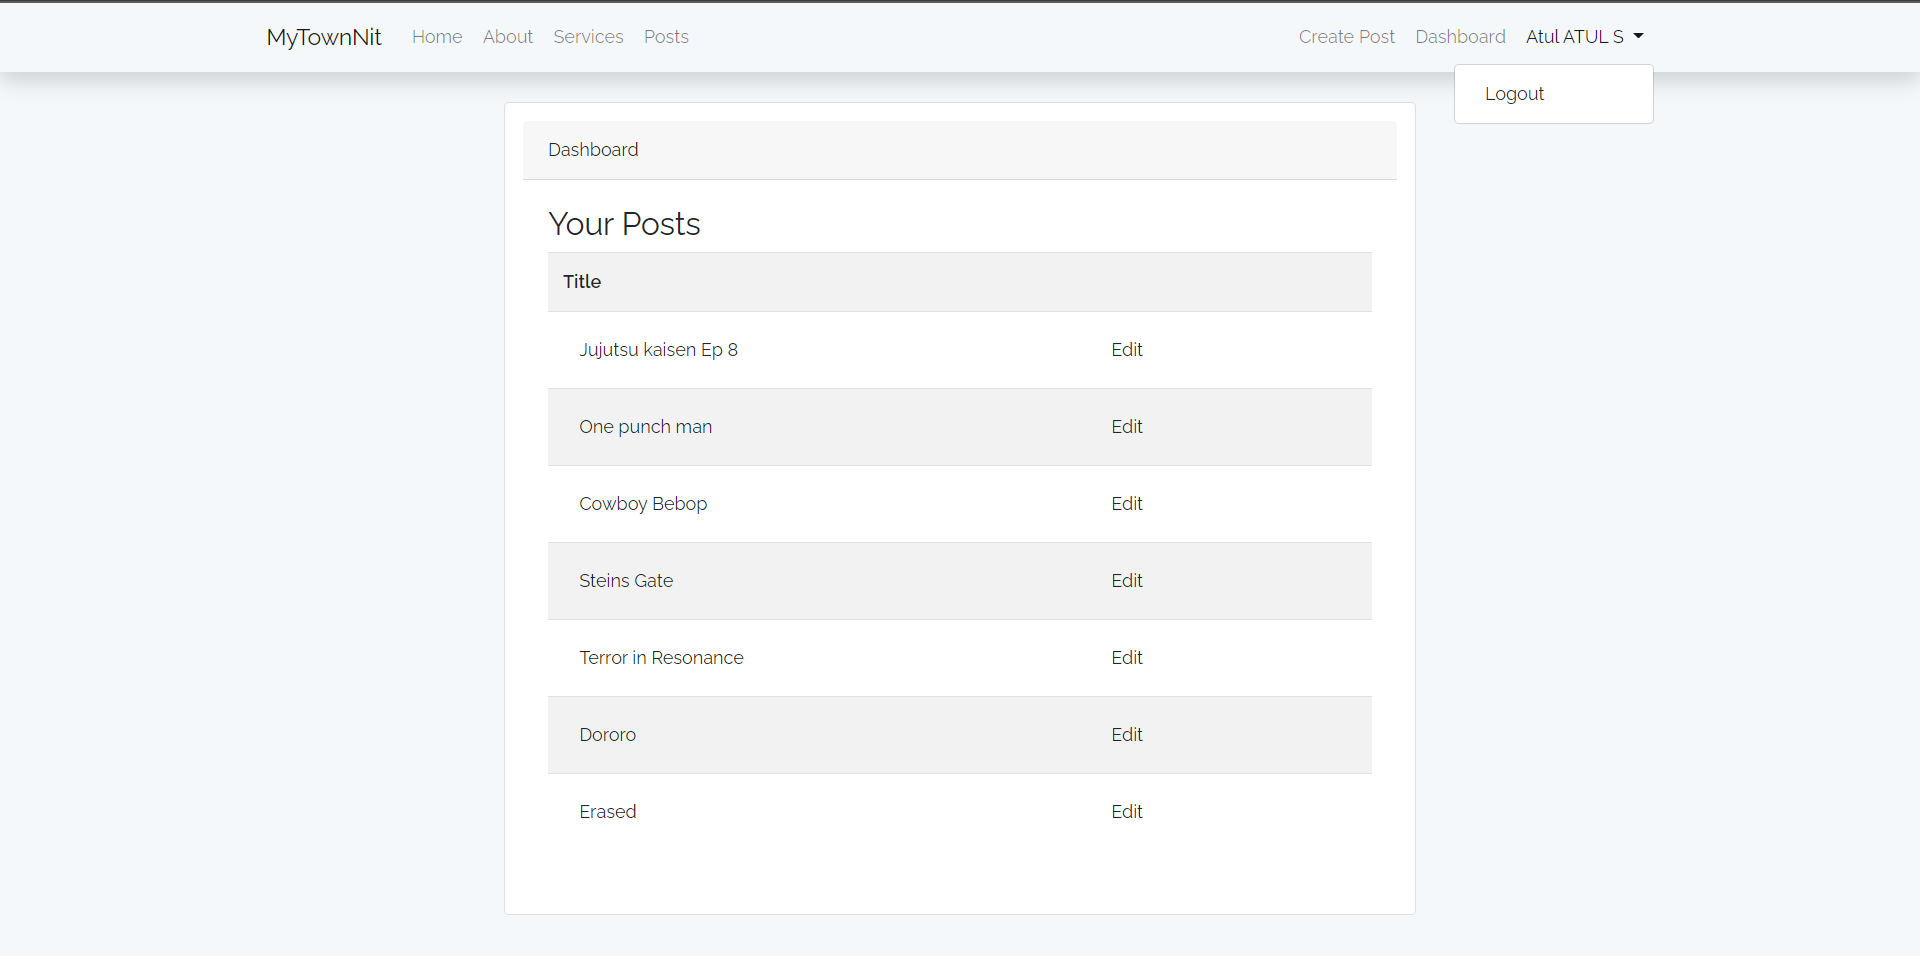 MyTownNit Home About Services Posts Create Post Dashboard Atul ATUL S
Logout
Dashboard
Your Posts
Title
Jujutsu kaisen Ep 8 Edit
One punch man Edit
Cowboy Bebop Edit
Steins Gate Edit
Terror in Resonance Edit
Dororo Edit
Erased Edit